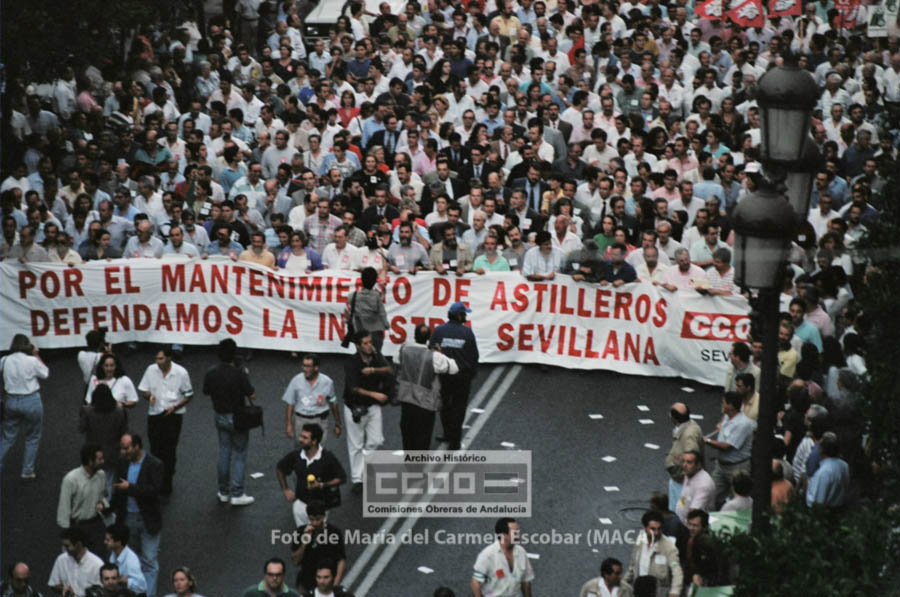 POR EL MANTENIMIENTO DE ASTILLEROS
DEFENDAMOS LA IN SEVILLANA
CCOO
SEV
Archivo Histórico
CCOO
Comisiones Obreras de Andalucía
Foto de María del Carmen Escobar (MACA)